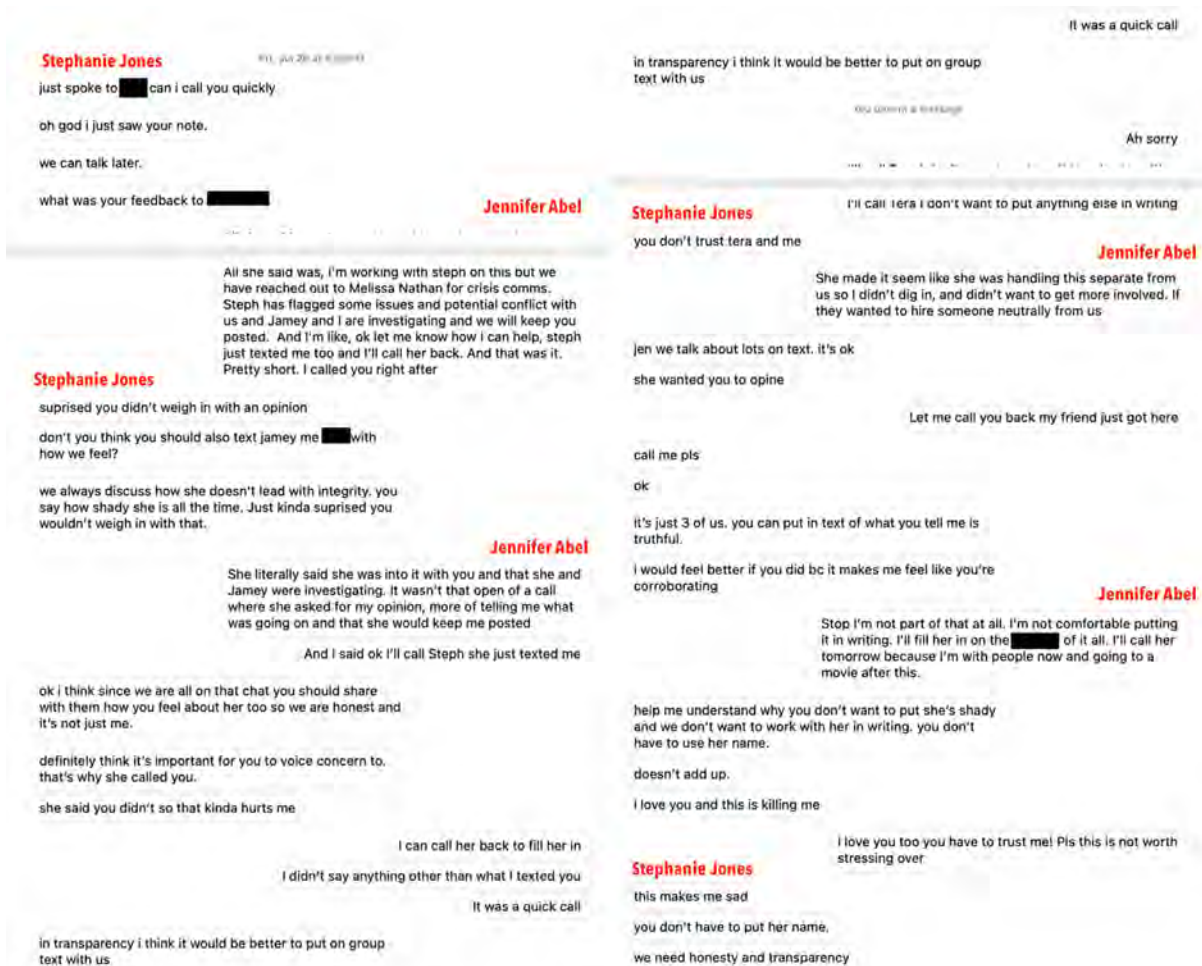 Stephanie Jones
just spoke to can i call you quickly
oh god i just saw your note.
we can talk later.
what was your feedback to
Jennifer Abel
All she said was, I'm working with steph on this but we
have reached out to Melissa Nathan for crisis comms.
Steph has flagged some issues and potential conflict with
us and Jamey and I are investigating and we will keep you
posted. And I'm like, ok let me know how I can help, steph
just texted me too and I'll call her back. And that was it.
Pretty short. I called you right after
Stephanie Jones
suprised you didn't weigh in with an opinion
don't you think you should also text jamey me with
how we feel?
we always discuss how she doesn't lead with integrity. you
say how shady she is all the time. Just kinda suprised you
wouldn't weigh in with that.
Jennifer Abel
She literally said she was into it with you and that she and
Jamey were investigating. It wasn't that open of a call
where she asked for my opinion, more of telling me what
was going on and that she would keep me posted
And I said ok I'll call Steph she just texted me
ok i think since we are all on that chat you should share
with them how you feel about her too so we are honest and
it's not just me.
definitely think it's important for you to voice concern to.
that's why she called you.
she said you didn't so that kinda hurts me
I can call her back to fill her in
I didn't say anything other than what I texted you
It was a quick call
in transparency i think it would be better to put on group
text with us
It was a quick call
in transparency i think it would be better to put on group
text with us
You unsent a message
Ah sorry
I'll call Tera I don't want to put anything else in writing
Stephanie Jones
you don't trust tera and me
Jennifer Abel
She made it seem like she was handling this separate from
us so I didn't dig in, and didn't want to get more involved. If
they wanted to hire someone neutrally from us
jen we talk about lots on text. it's ok
she wanted you to opine
Let me call you back my friend just got here
call me pls
ok
it's just 3 of us. you can put in text of what you tell me is
truthful.
i would feel better if you did bc it makes me feel like you're
corroborating
Jennifer Abel
Stop I'm not part of that at all. I'm not comfortable putting
it in writing. I'll fill her in on the of it all. I'll call her
tomorrow because I'm with people now and going to a
movie after this.
help me understand why you don't want to put she's shady
and we don't want to work with her in writing. you don't
have to use her name.
doesn't add up.
i love you and this is killing me
I love you too you have to trust me! Pls this is not worth
stressing over
Stephanie Jones
this makes me sad
you don't have to put her name.
we need honesty and transparency